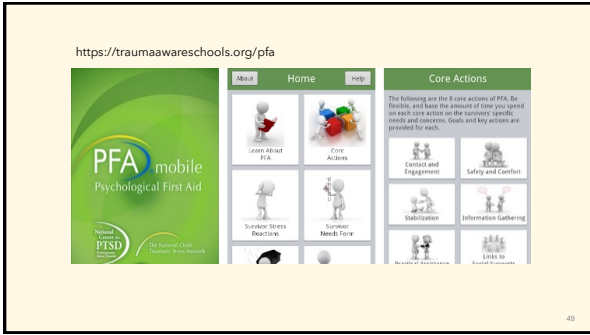 https://traumaawareschools.org/pfa
PFA mobile
Psychological First Aid
National
Center for
PTSD
The National Child
Traumatic Stress Network
About
Home
Help
Learn About
PFA
Core
Actions
Survivor Stress
Reactions
Survivor
Needs Form
Core Actions
The following are the 8 core actions of PFA. Be
flexible, and base the amount of time you spend
on each core action on the survivors' specific
needs and concerns. Goals and key actions are
provided for each.
Contact and
Engagement
Safety and Comfort
Stabilization
Information Gathering
Practical Assistance
Links to
Social Supports
49